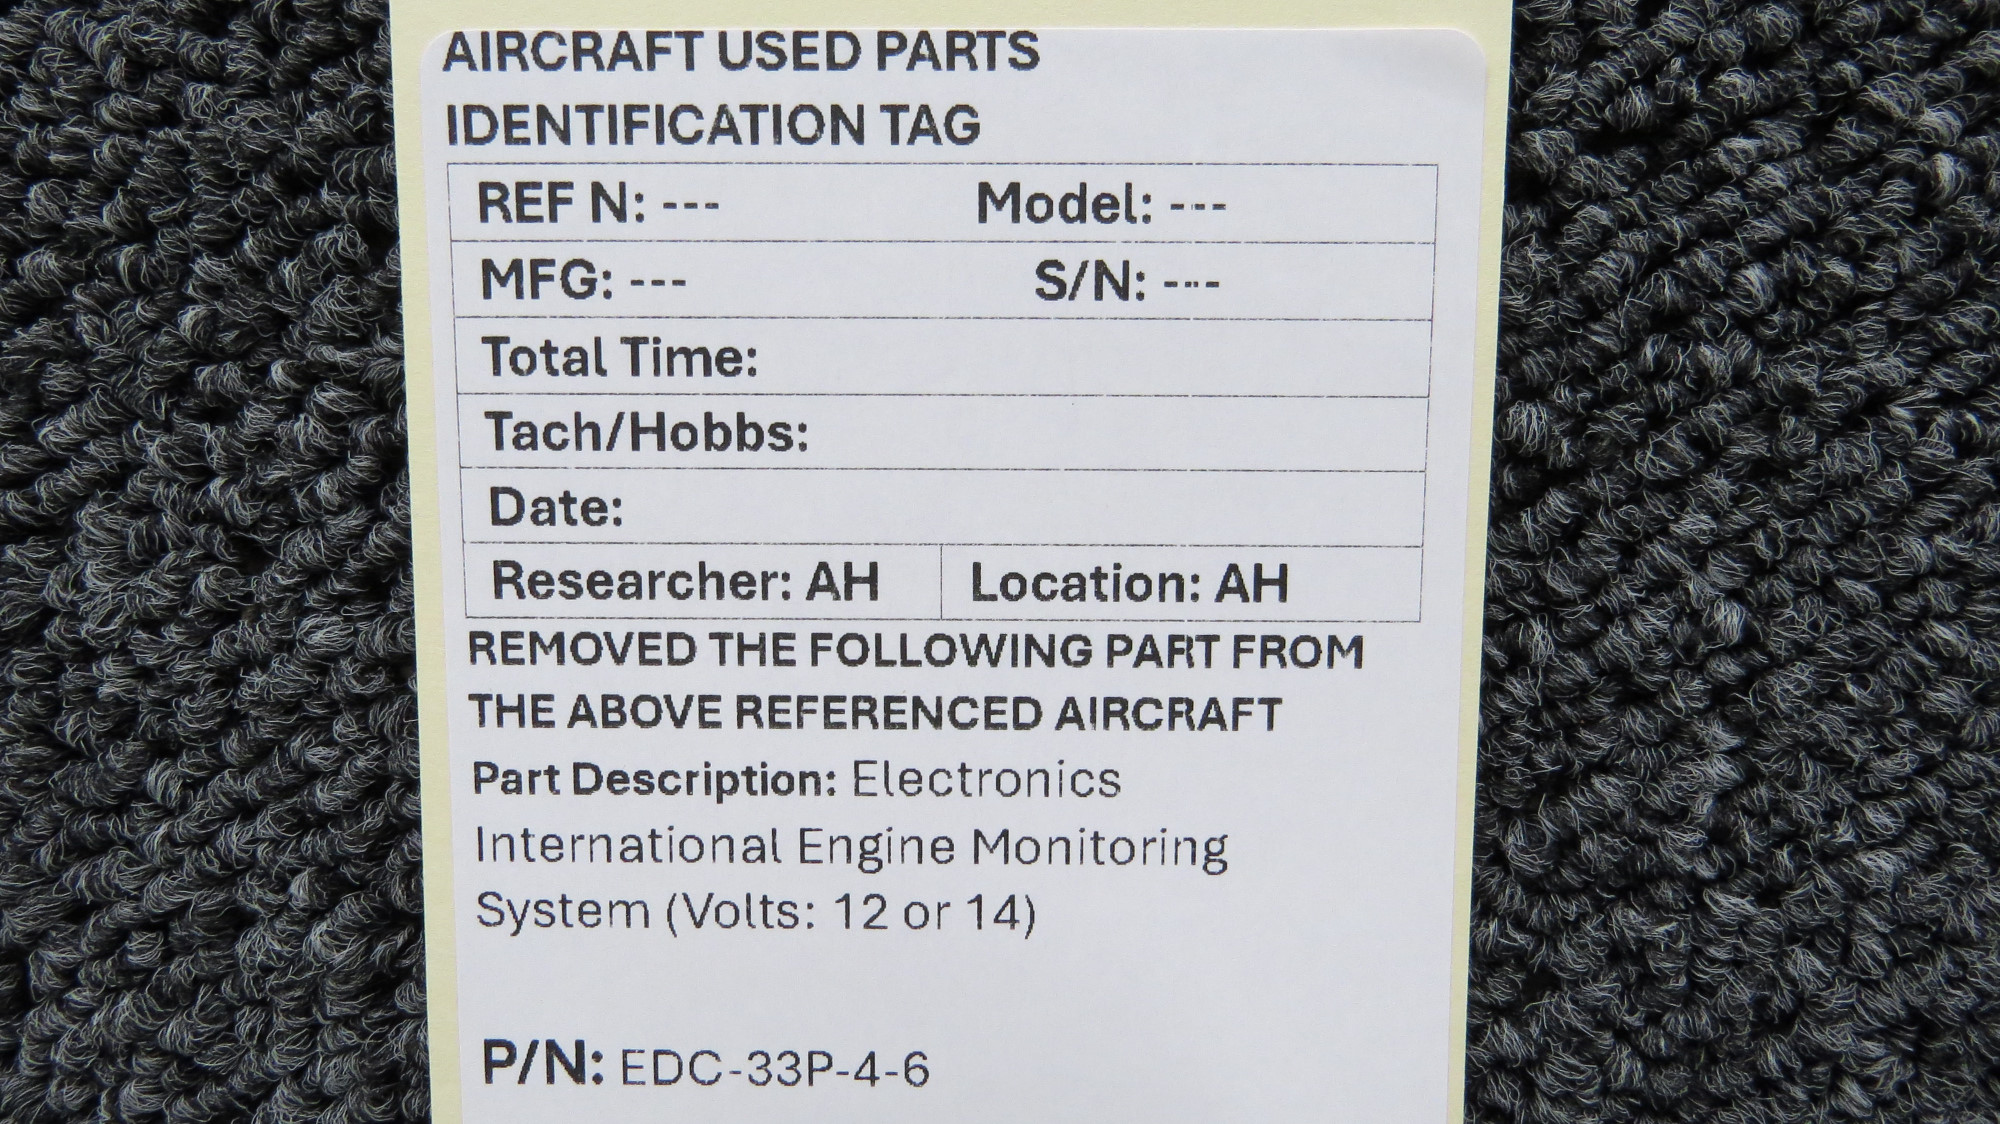 AIRCRAFT USED PARTS
IDENTIFICATION TAG
REF N: --- Model: ---
MFG: --- S/N: ---
Total Time:
Tach/Hobbs:
Date:
Researcher: AH Location: AH
REMOVED THE FOLLOWING PART FROM
THE ABOVE REFERENCED AIRCRAFT
Part Description: Electronics
International Engine Monitoring
System (Volts: 12 or 14)
P/N: EDC-33P-4-6